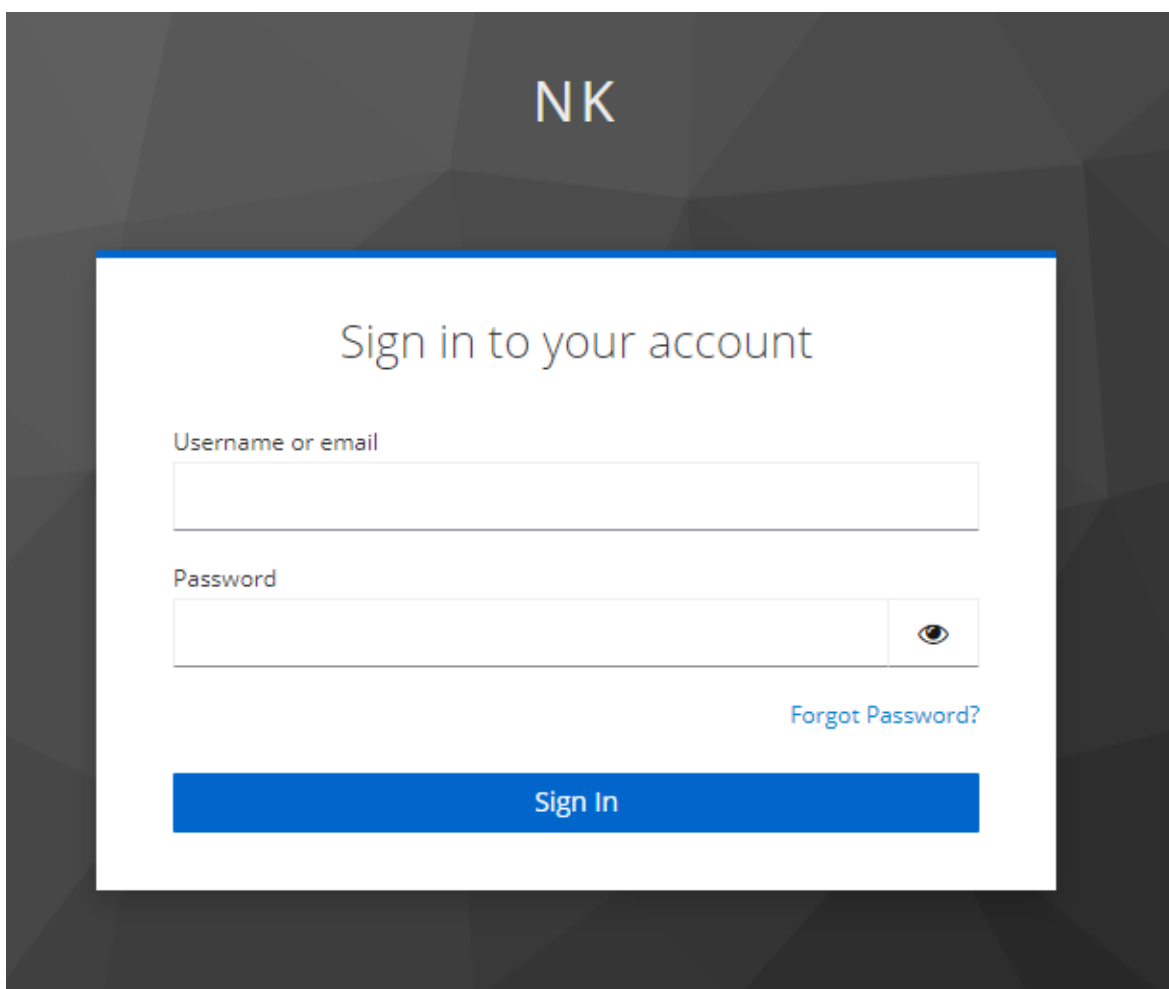 NK
Sign in to your account
Username or email
Password
Forgot Password?
Sign In